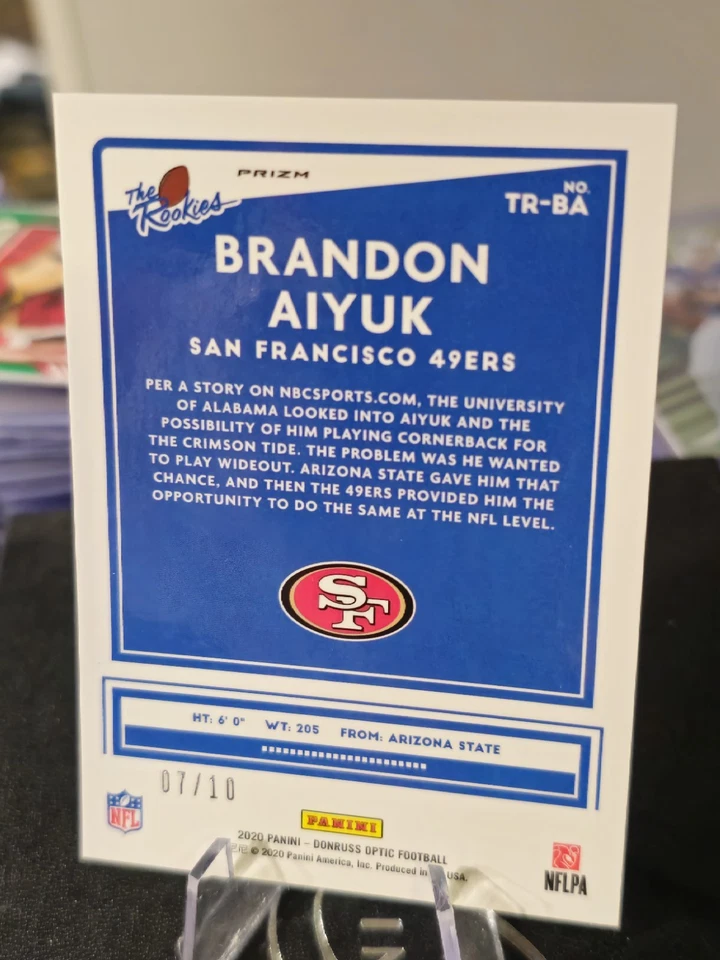 The Rookies
PRIZM
NO.
TR-BA
BRANDON
AIYUK
SAN FRANCISCO 49ERS
PER A STORY ON NBCSPORTS.COM, THE UNIVERSITY
OF ALABAMA LOOKED INTO AIYUK AND THE
POSSIBILITY OF HIM PLAYING CORNERBACK FOR
THE CRIMSON TIDE. THE PROBLEM WAS HE WANTED
TO PLAY WIDEOUT. ARIZONA STATE GAVE HIM THAT
CHANCE, AND THEN THE 49ERS PROVIDED HIM THE
OPPORTUNITY TO DO THE SAME AT THE NFL LEVEL.
SF
HT: 6' 0" WT: 205 FROM: ARIZONA STATE
07/10
NFL
PANINI
2020 PANINI – DONRUSS OPTIC FOOTBALL
© 2020 Panini America, Inc. Produced in USA.
NFLPA